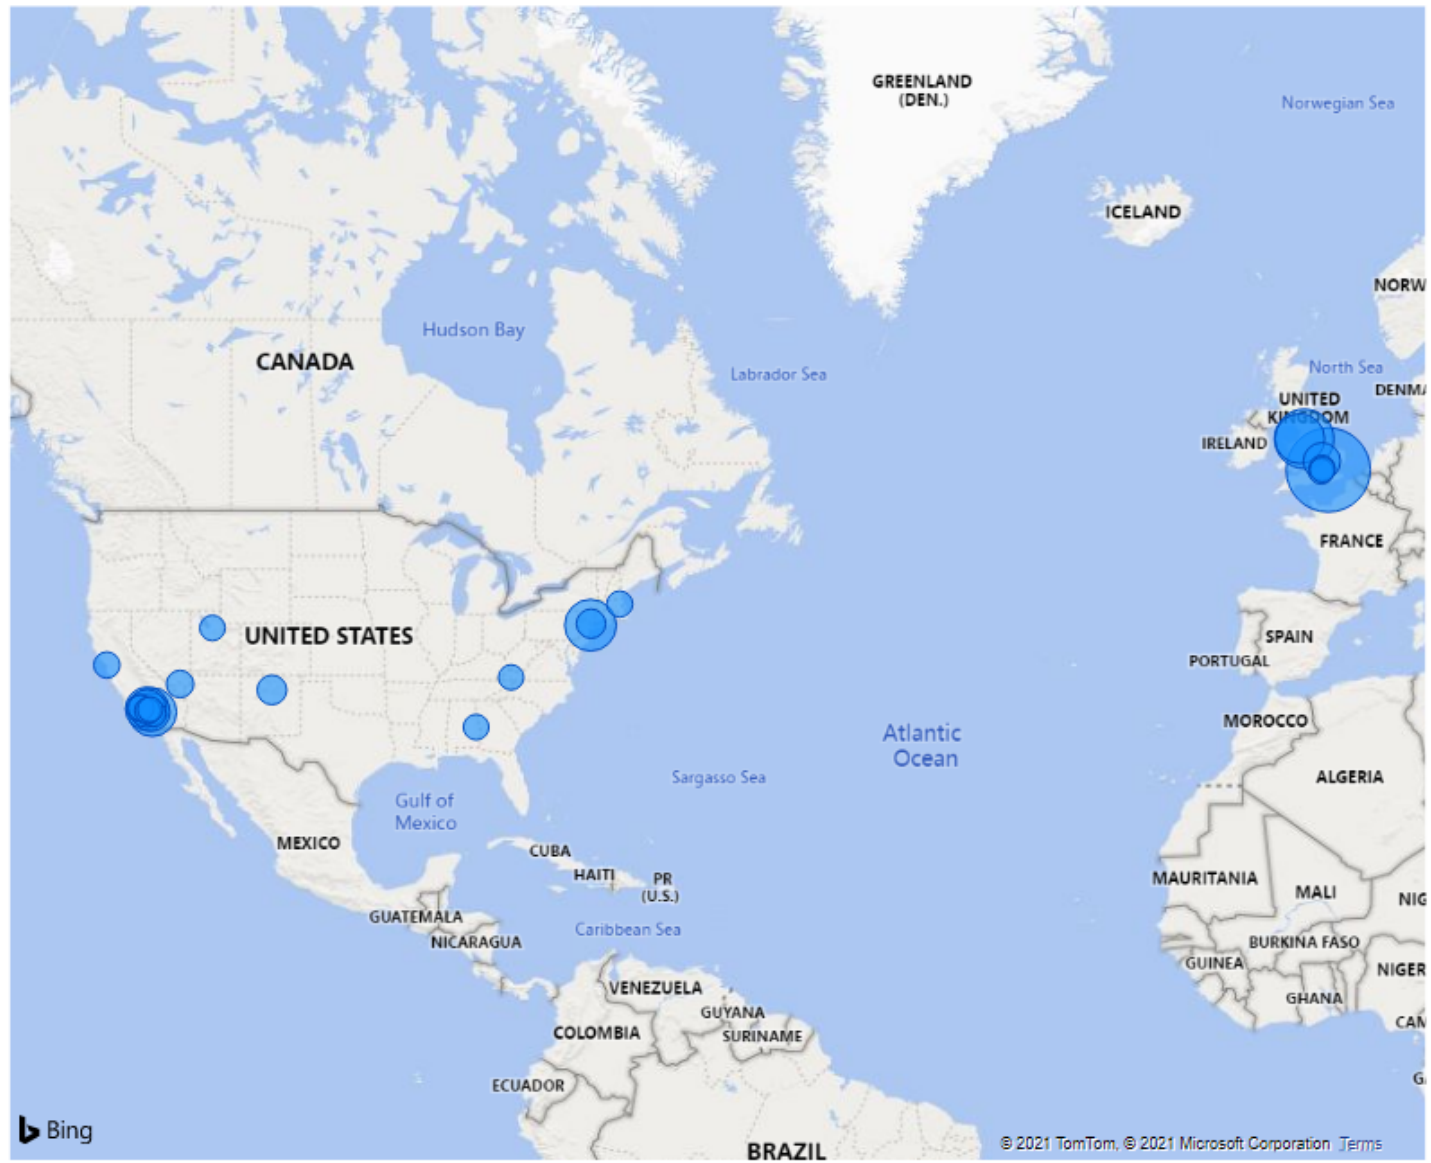 GREENLAND
(DEN.)
Norwegian Sea
ICELAND
NORW
Hudson Bay
CANADA
Labrador Sea
North Sea
UNITED
KINGDOM
DENMA
IRELAND
FRANCE
UNITED STATES
SPAIN
PORTUGAL
MOROCCO
Atlantic
Ocean
Sargasso Sea
ALGERIA
Gulf of
Mexico
MEXICO
CUBA
HAITI
PR
(U.S.)
MAURITANIA
MALI
NIG
GUATEMALA
Caribbean Sea
NICARAGUA
BURKINA FASO
GUINEA
NIGER
VENEZUELA
GHANA
GUYANA
SURINAME
COLOMBIA
CAM
ECUADOR
G
Bing
BRAZIL
© 2021 TomTom, © 2021 Microsoft Corporation Terms